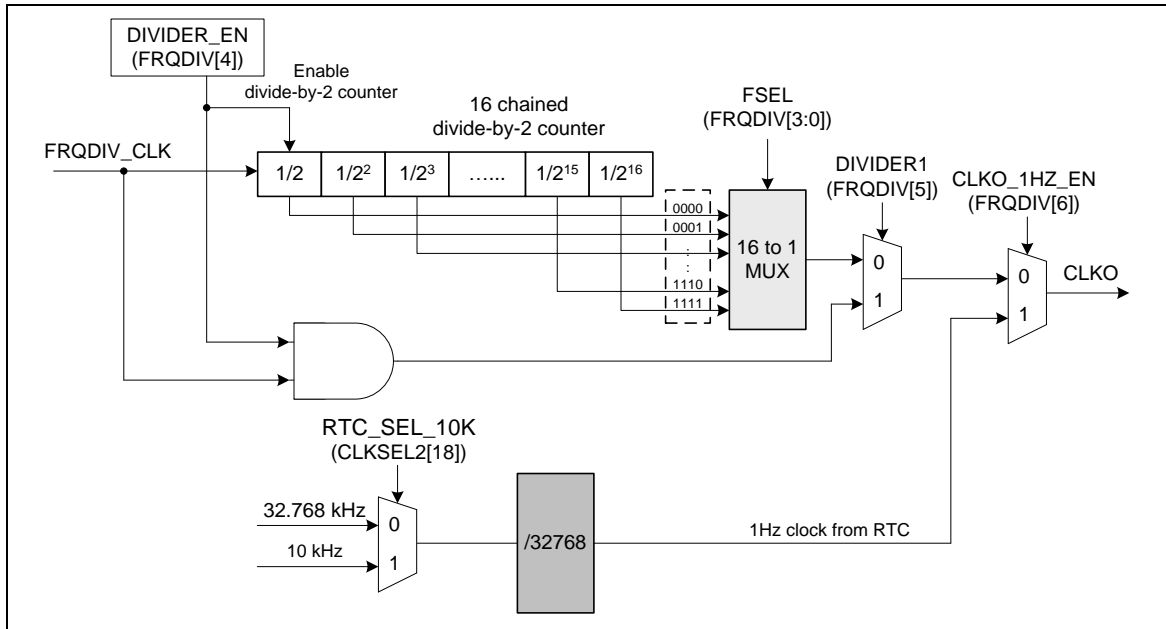 DIVIDER_EN
(FRQDIV[4])
Enable
divide-by-2 counter
16 chained
divide-by-2 counter
FSEL
(FRQDIV[3:0])
FRQDIV_CLK
DIVIDER1
(FRQDIV[5])
CLKO_1HZ_EN
(FRQDIV[6])
1/2
1/2²
1/2³
…...
1/2¹⁵
1/2¹⁶
0000
0001
:
:
1110
1111
16 to 1
MUX
0
1
0
1
CLKO
RTC_SEL_10K
(CLKSEL2[18])
32.768 kHz
10 kHz
0
1
/32768
1Hz clock from RTC